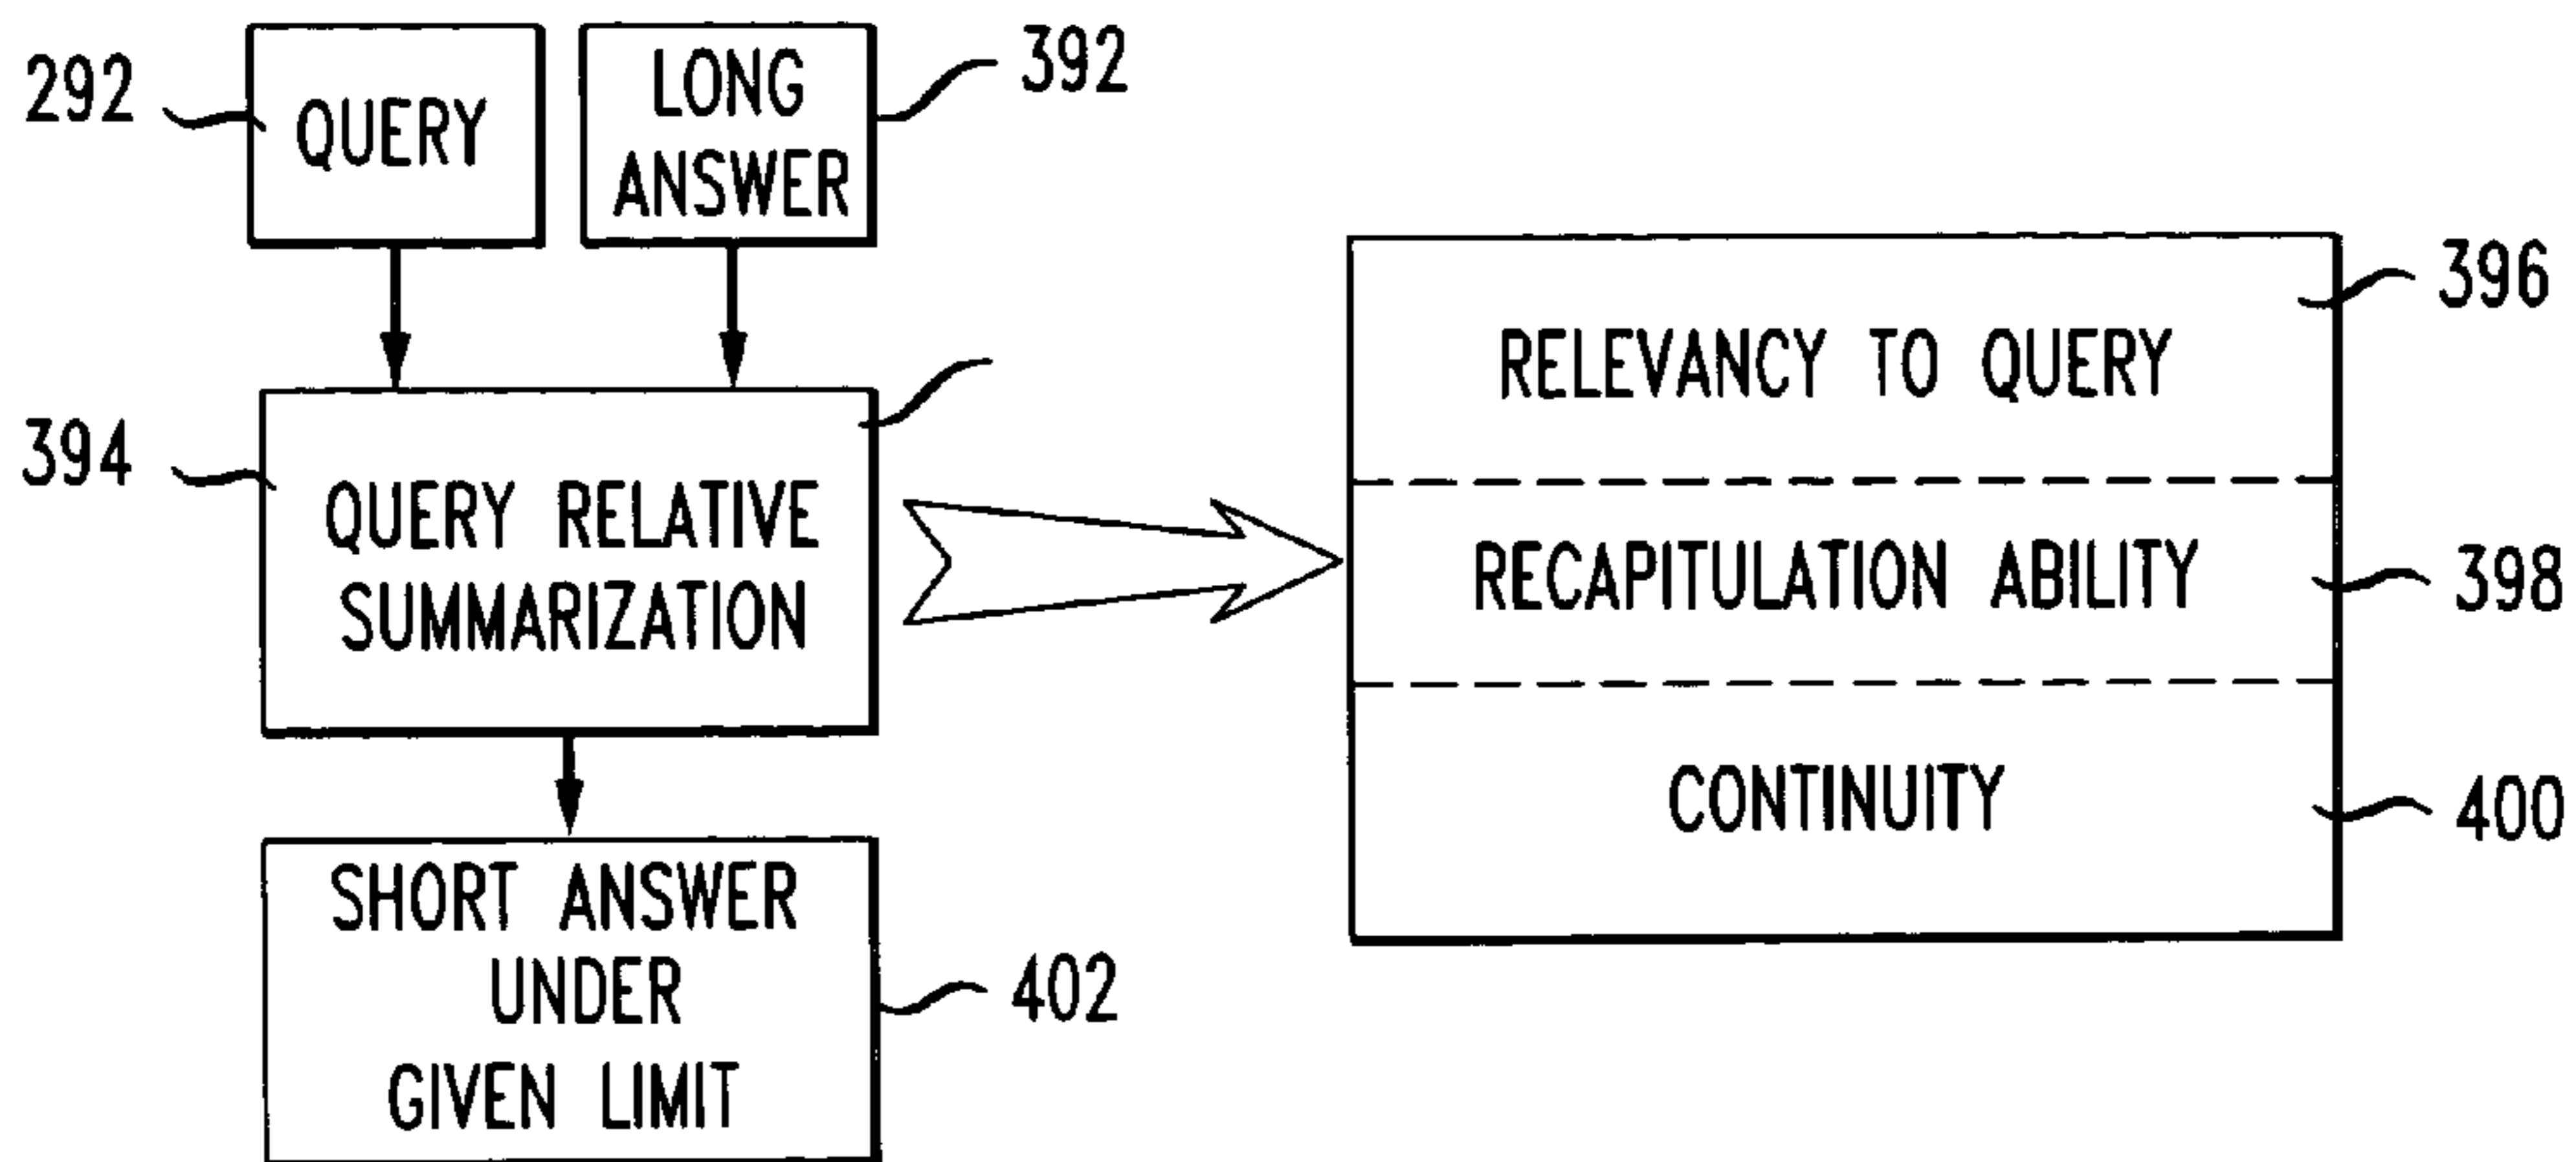 292
QUERY
LONG
ANSWER
392
394
QUERY RELATIVE
SUMMARIZATION
SHORT ANSWER
UNDER
GIVEN LIMIT
402
RELEVANCY TO QUERY
396
RECAPITULATION ABILITY
398
CONTINUITY
400